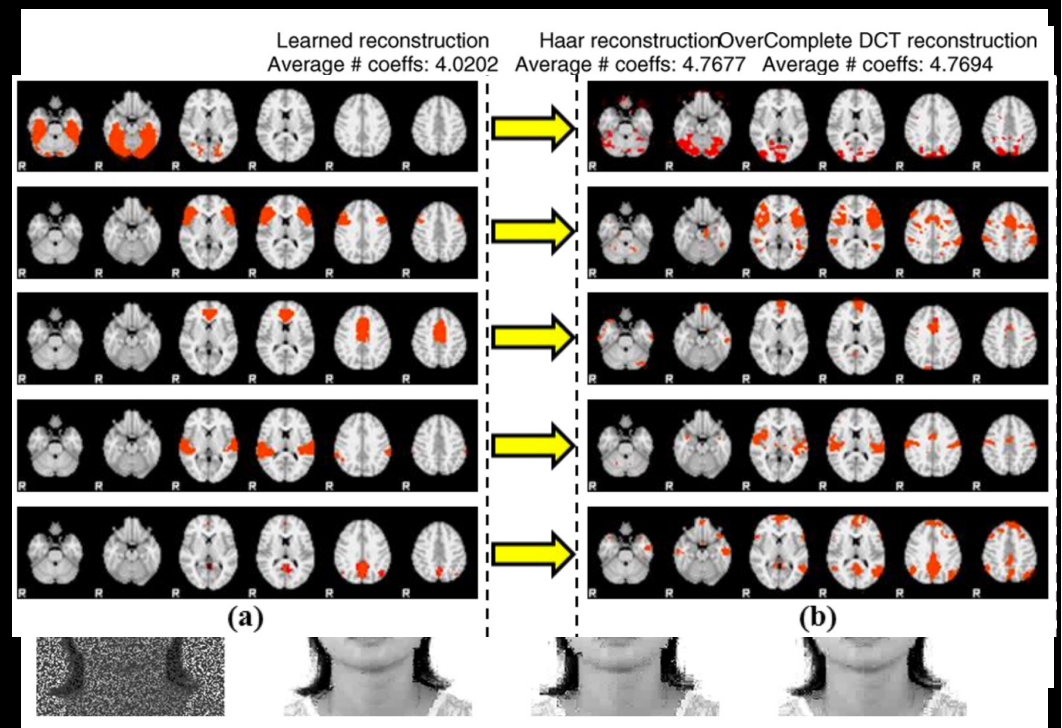 Learned reconstruction
Average # coeffs: 4.0202
Haar reconstruction
Average # coeffs: 4.7677
OverComplete DCT reconstruction
Average # coeffs: 4.7694
R R R R R R
R R R R R R
R R R R R R
R R R R R R
R R R R R R
R R R R R R
R R R R R R
R R R R R R
R R R R R R
R R R R R R
(a)
(b)